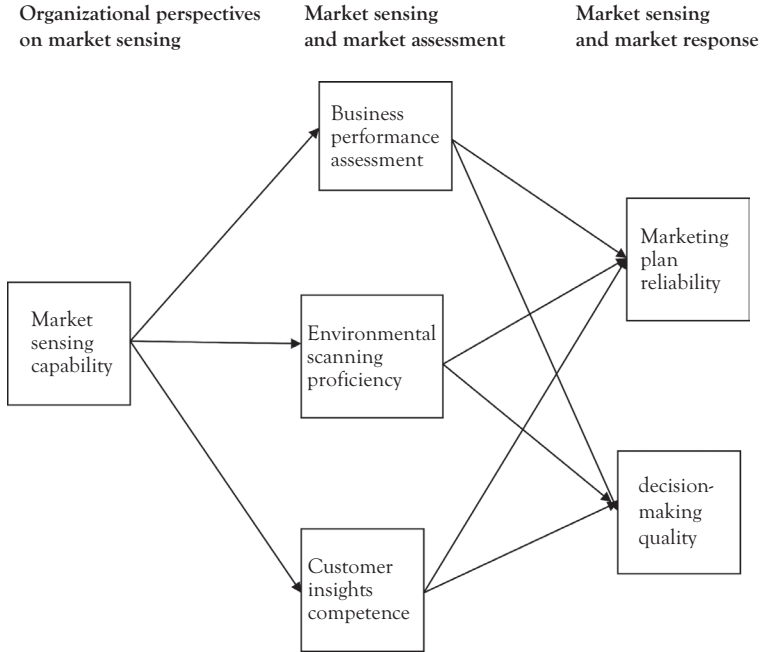 Organizational perspectives
on market sensing
Market sensing
and market assessment
Market sensing
and market response
Business
performance
assessment
Marketing
plan
reliability
Market
sensing
capability
Environmental
scanning
proficiency
decision-
making
quality
Customer
insights
competence